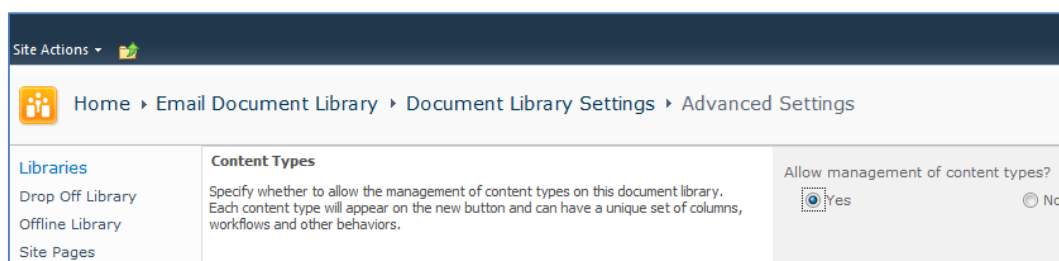 Site Actions
Home Email Document Library Document Library Settings Advanced Settings
Libraries
Drop Off Library
Offline Library
Site Pages
Content Types
Specify whether to allow the management of content types on this document library.
Each content type will appear on the new button and can have a unique set of columns,
workflows and other behaviors.
Allow management of content types?
Yes No